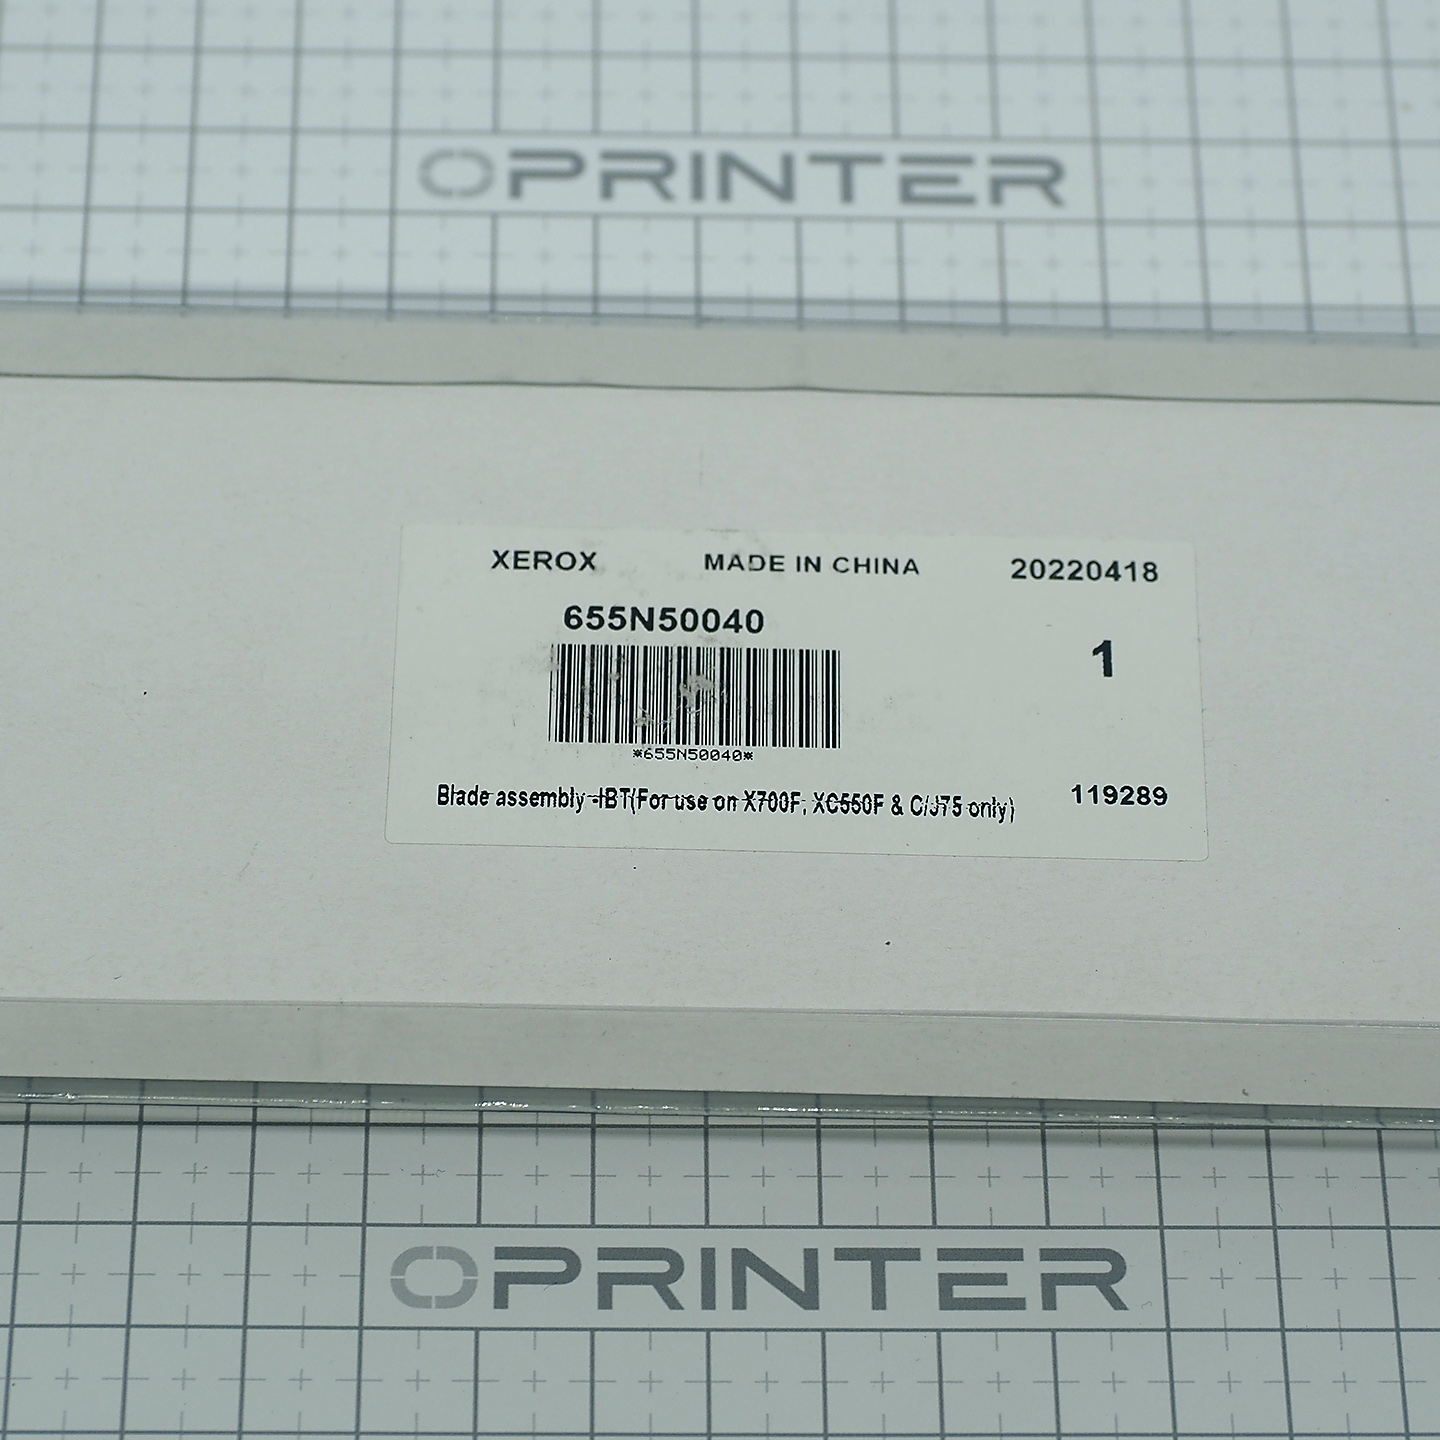 OPRINTER
XEROX MADE IN CHINA 20220418
655N50040
1
*655N50040*
Blade assembly -IBT(For use on X700F, XC550F & C/J75 only) 119289
OPRINTER